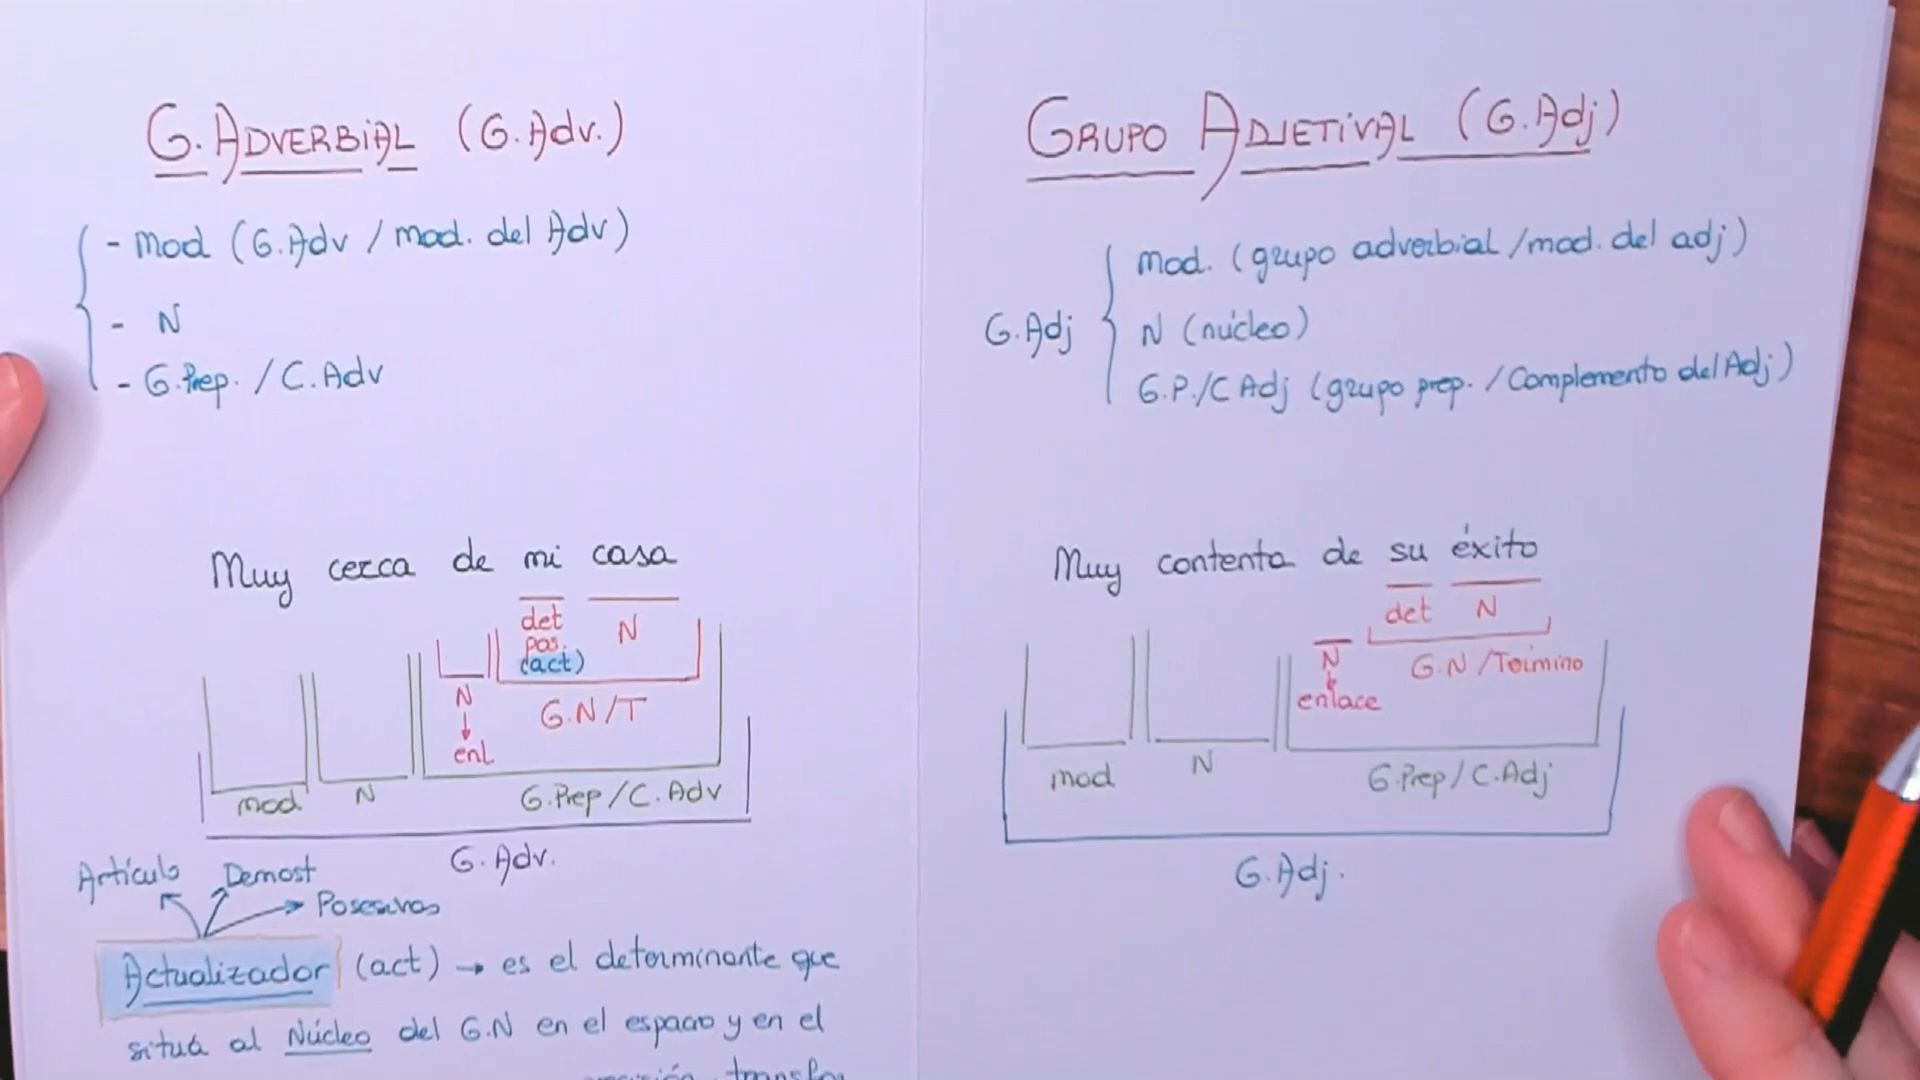 G. ADVERBIAL (G. Adv.)
- Mod (G. Adv / mod. del Adv)
- N
- G. Prep. / C. Adv
Muy cerca de mi casa
det N
pos.
(act)
N G.N/T
enl
mod N G. Prep / C. Adv
G. Adv.
Artículo Demost
Posesivos
Actualizador (act) → es el determinante que
situá al Núcleo del G.N en el espacio y en el
GRUPO ADJETIVAL (G. Adj)
mod. (grupo adverbial / mod. del adj)
G. Adj N (núcleo)
G.P. / C Adj (grupo prep. / Complemento del Adj)
Muy contenta de su éxito
det N
N G.N / Término
enlace
mod N G. Prep / C. Adj
G. Adj.